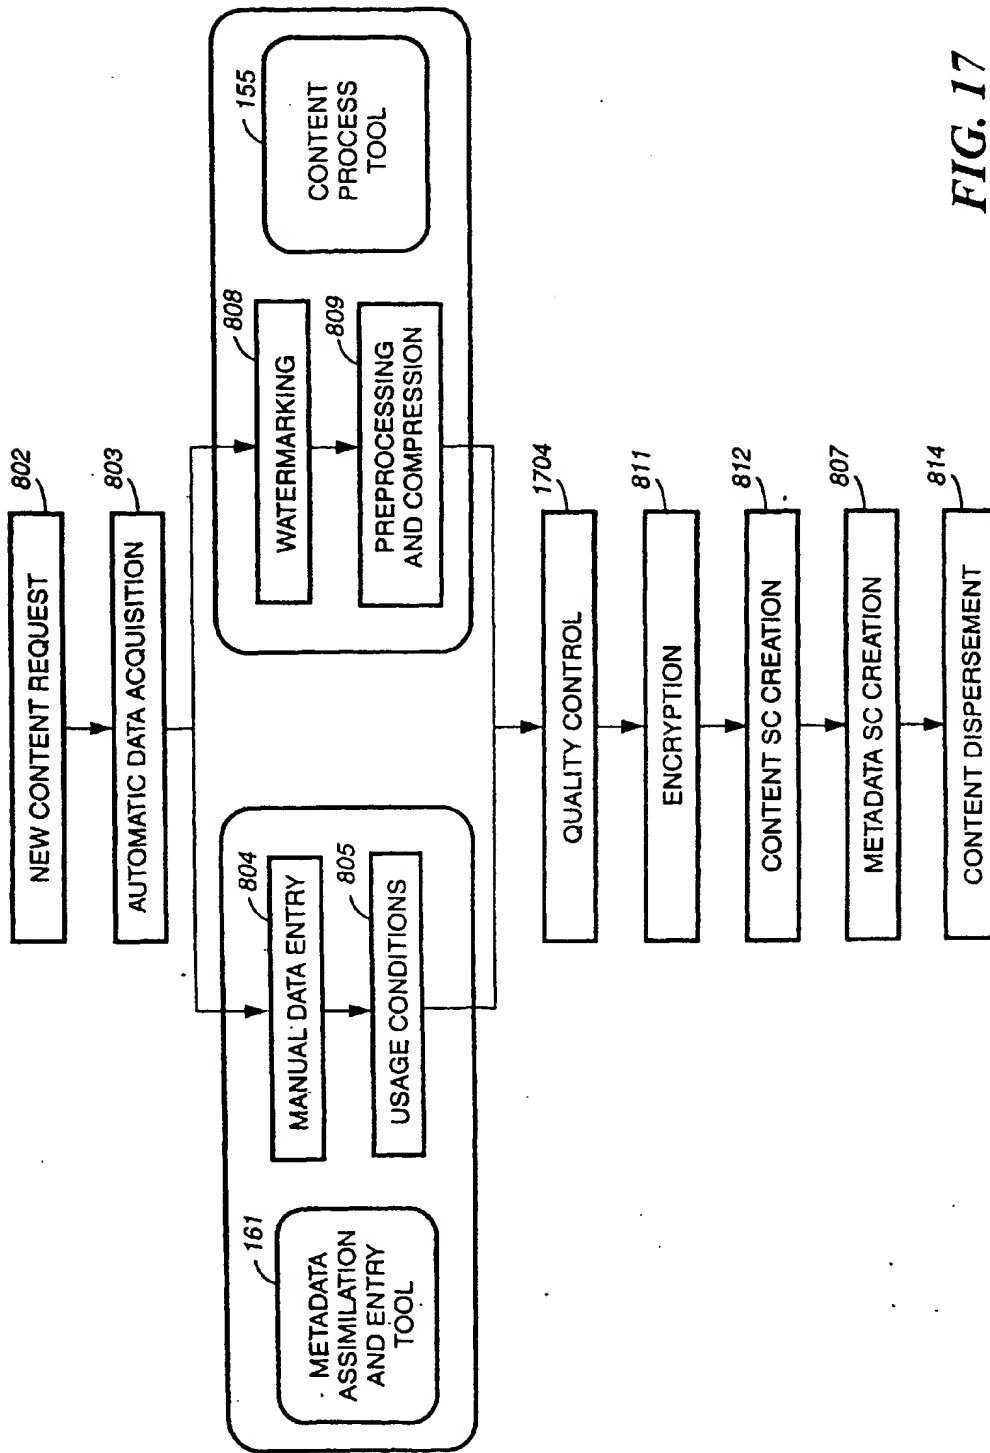 802
NEW CONTENT REQUEST
803
AUTOMATIC DATA ACQUISITION
161
METADATA
ASSIMILATION
AND ENTRY
TOOL
804
MANUAL DATA ENTRY
805
USAGE CONDITIONS
808
WATERMARKING
809
PREPROCESSING
AND COMPRESSION
155
CONTENT
PROCESS
TOOL
1704
QUALITY CONTROL
811
ENCRYPTION
812
CONTENT SC CREATION
807
METADATA SC CREATION
814
CONTENT DISPERSEMENT
FIG. 17